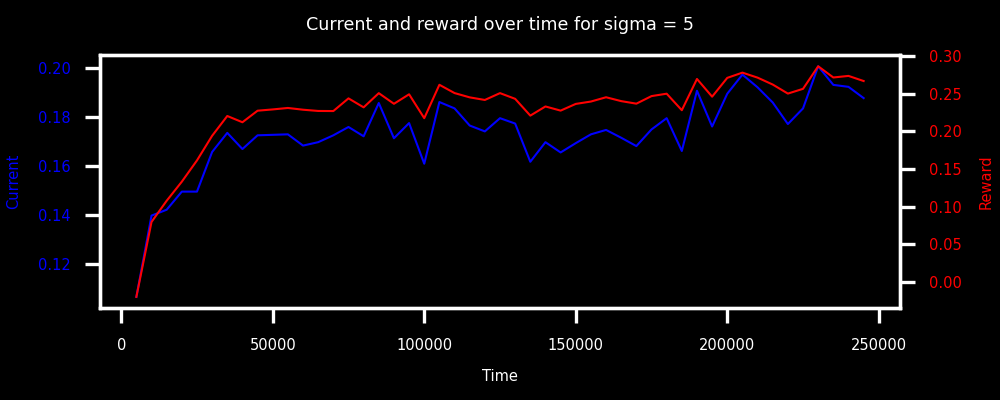 Current and reward over time for sigma = 5
Current
0.20
0.18
0.16
0.14
0.12
0.30
0.25
0.20
0.15
0.10
0.05
0.00
Reward
0 50000 100000 150000 200000 250000
Time